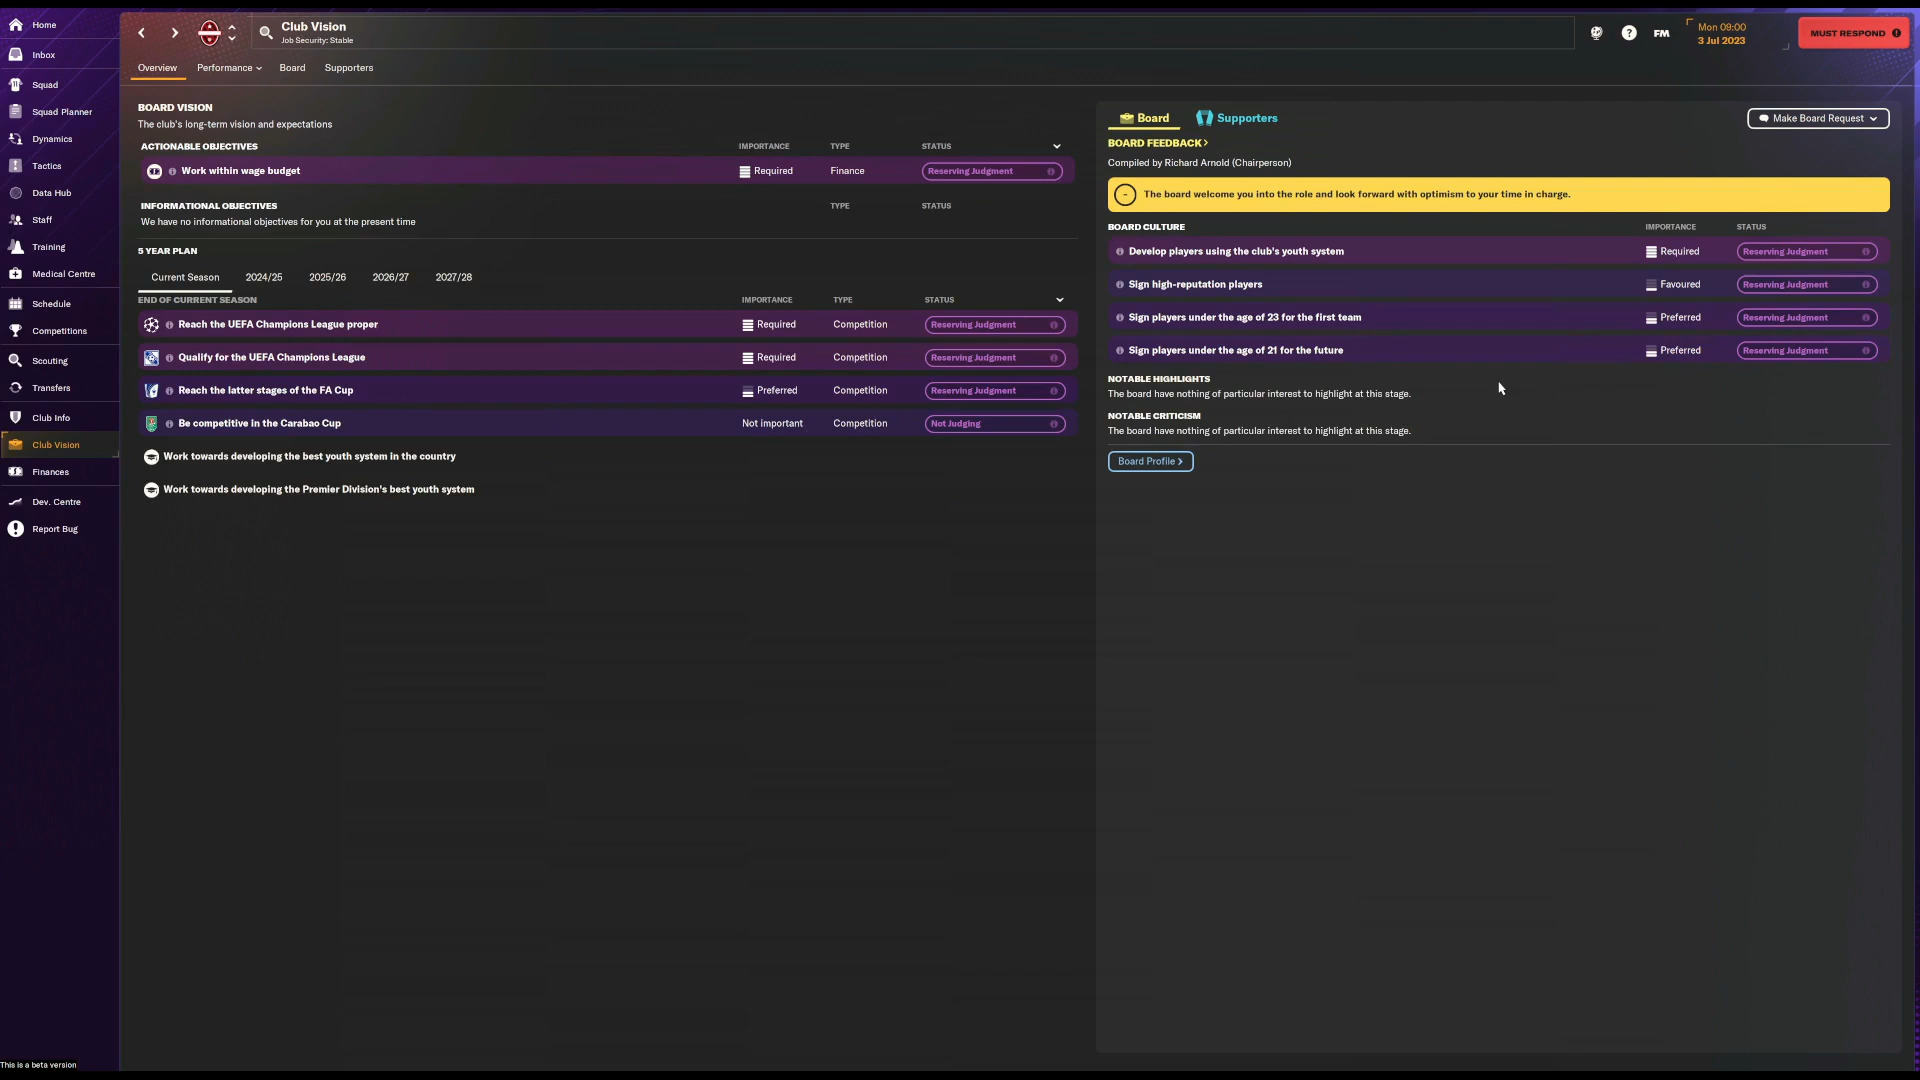 Home
Inbox
Squad
Squad Planner
Dynamics
Tactics
Data Hub
Staff
Training
Medical Centre
Schedule
Competitions
Scouting
Transfers
Club Info
Club Vision
Finances
Dev. Centre
Report Bug
This is a beta version
Club Vision
Job Security: Stable
FM
Mon 09:00
3 Jul 2023
MUST RESPOND
Overview Performance Board Supporters
BOARD VISION
The club's long-term vision and expectations
ACTIONABLE OBJECTIVES IMPORTANCE TYPE STATUS
Work within wage budget Required Finance Reserving Judgment
INFORMATIONAL OBJECTIVES TYPE STATUS
We have no informational objectives for you at the present time
5 YEAR PLAN
Current Season 2024/25 2025/26 2026/27 2027/28
END OF CURRENT SEASON IMPORTANCE TYPE STATUS
Reach the UEFA Champions League proper Required Competition Reserving Judgment
Qualify for the UEFA Champions League Required Competition Reserving Judgment
Reach the latter stages of the FA Cup Preferred Competition Reserving Judgment
Be competitive in the Carabao Cup Not important Competition Not Judging
Work towards developing the best youth system in the country
Work towards developing the Premier Division's best youth system
Board Supporters Make Board Request
BOARD FEEDBACK
Compiled by Richard Arnold (Chairperson)
The board welcome you into the role and look forward with optimism to your time in charge.
BOARD CULTURE IMPORTANCE STATUS
Develop players using the club's youth system Required Reserving Judgment
Sign high-reputation players Favoured Reserving Judgment
Sign players under the age of 23 for the first team Preferred Reserving Judgment
Sign players under the age of 21 for the future Preferred Reserving Judgment
NOTABLE HIGHLIGHTS
The board have nothing of particular interest to highlight at this stage.
NOTABLE CRITICISM
The board have nothing of particular interest to highlight at this stage.
Board Profile